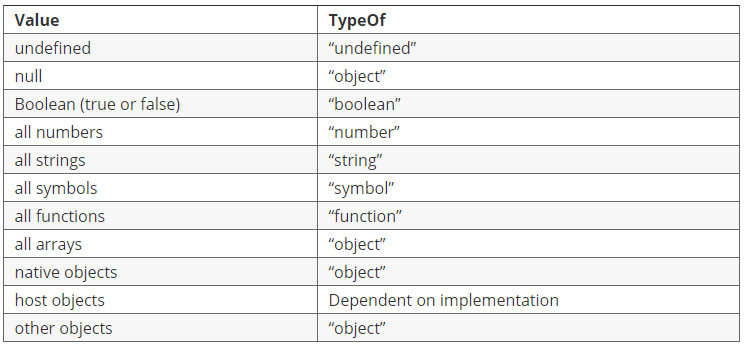 Value TypeOf
undefined “undefined”
null “object”
Boolean (true or false) “boolean”
all numbers “number”
all strings “string”
all symbols “symbol”
all functions “function”
all arrays “object”
native objects “object”
host objects Dependent on implementation
other objects “object”